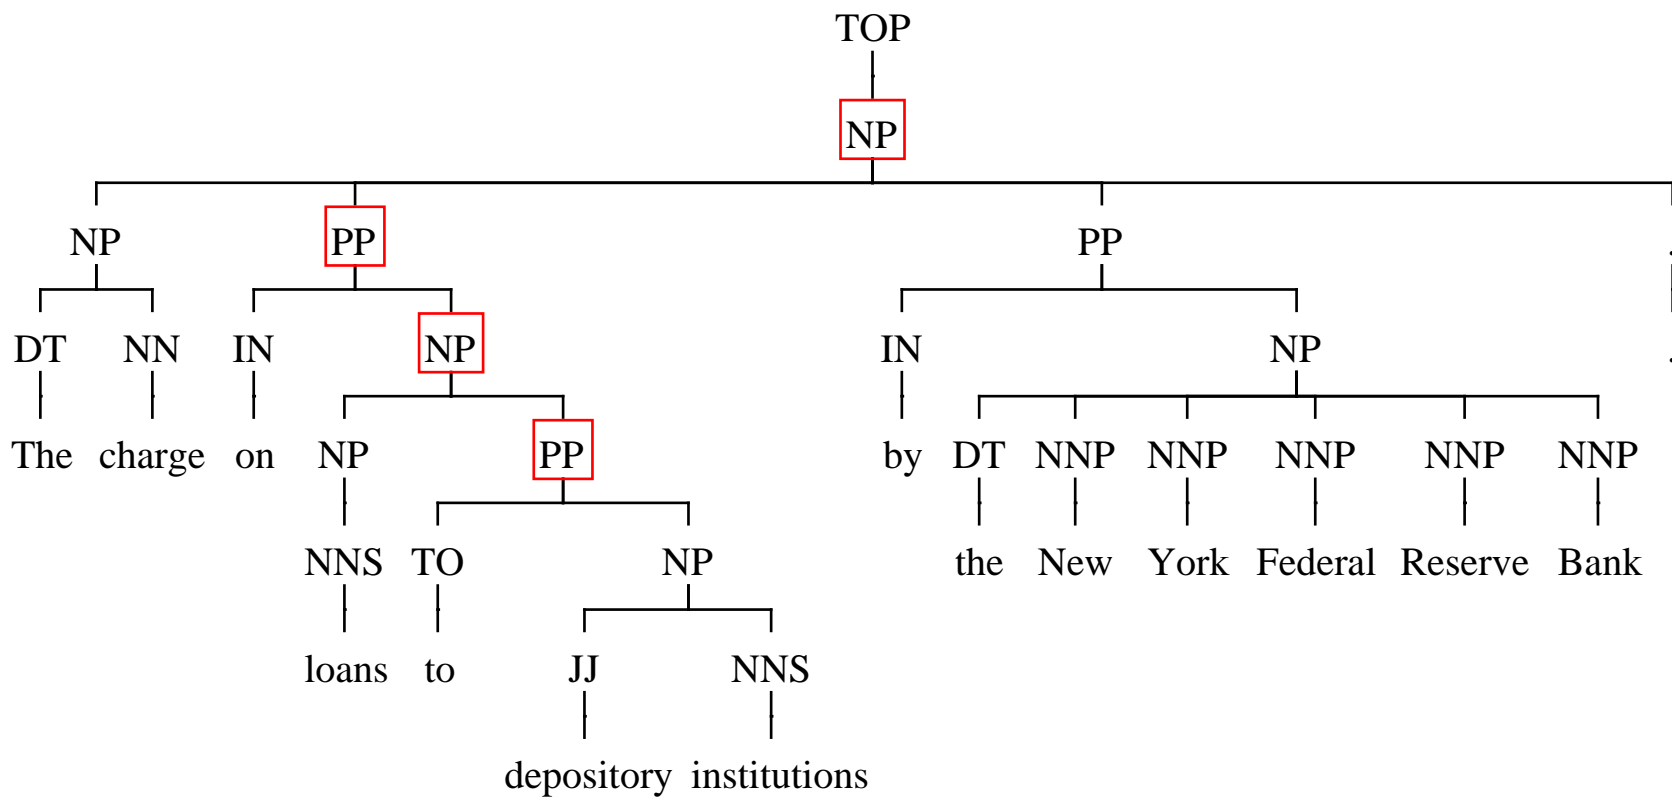 TOP
NP
NP PP PP .
DT NN IN NP IN NP .
The charge on NP PP by DT NNP NNP NNP NNP NNP
NNS TO NP the New York Federal Reserve Bank
loans to JJ NNS
depository institutions